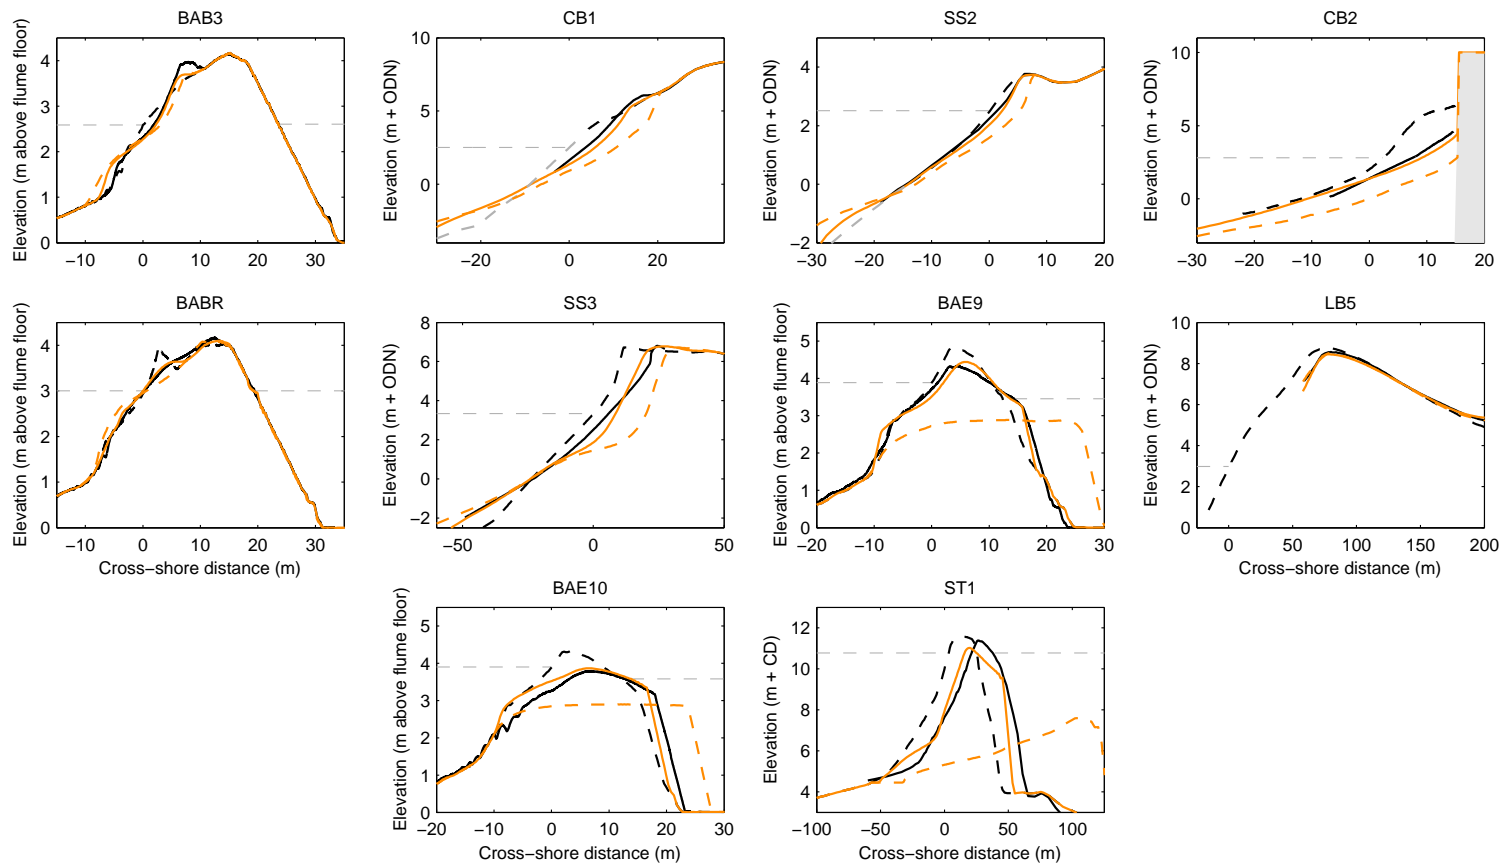 BAB3
Elevation (m above flume floor)
4
3
2
1
0
−10 0 10 20 30
CB1
Elevation (m + ODN)
10
5
0
−20 0 20
SS2
Elevation (m + ODN)
4
2
0
−2
−30 −20 −10 0 10 20
CB2
Elevation (m + ODN)
10
5
0
−30 −20 −10 0 10 20
BABR
Elevation (m above flume floor)
4
3
2
1
0
−10 0 10 20 30
Cross−shore distance (m)
SS3
Elevation (m + ODN)
8
6
4
2
0
−2
−50 0 50
BAE9
Elevation (m above flume floor)
5
4
3
2
1
0
−20 −10 0 10 20 30
LB5
Elevation (m + ODN)
10
8
6
4
2
0
0 50 100 150 200
Cross−shore distance (m)
BAE10
Elevation (m above flume floor)
5
4
3
2
1
0
−20 −10 0 10 20 30
Cross−shore distance (m)
ST1
Elevation (m + CD)
12
10
8
6
4
−100 −50 0 50 100
Cross−shore distance (m)